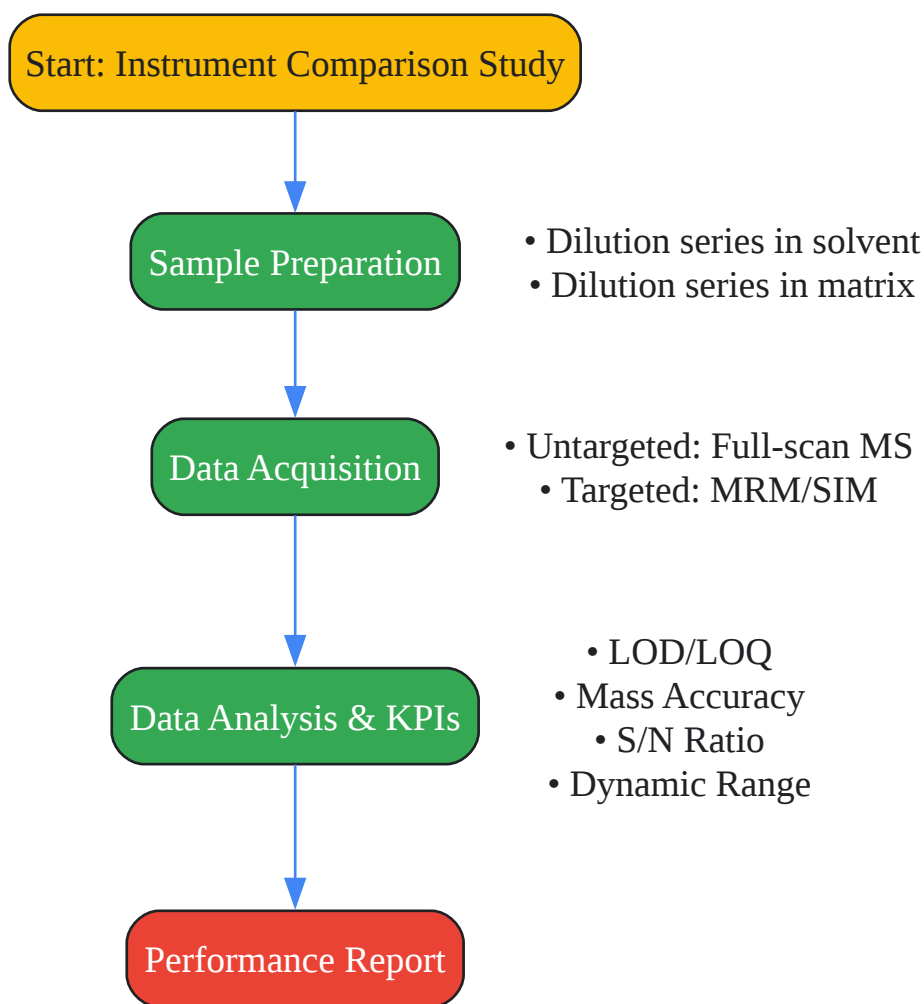 Start: Instrument Comparison Study
Sample Preparation
• Dilution series in solvent
• Dilution series in matrix
Data Acquisition
• Untargeted: Full-scan MS
• Targeted: MRM/SIM
Data Analysis & KPIs
• LOD/LOQ
• Mass Accuracy
• S/N Ratio
• Dynamic Range
Performance Report